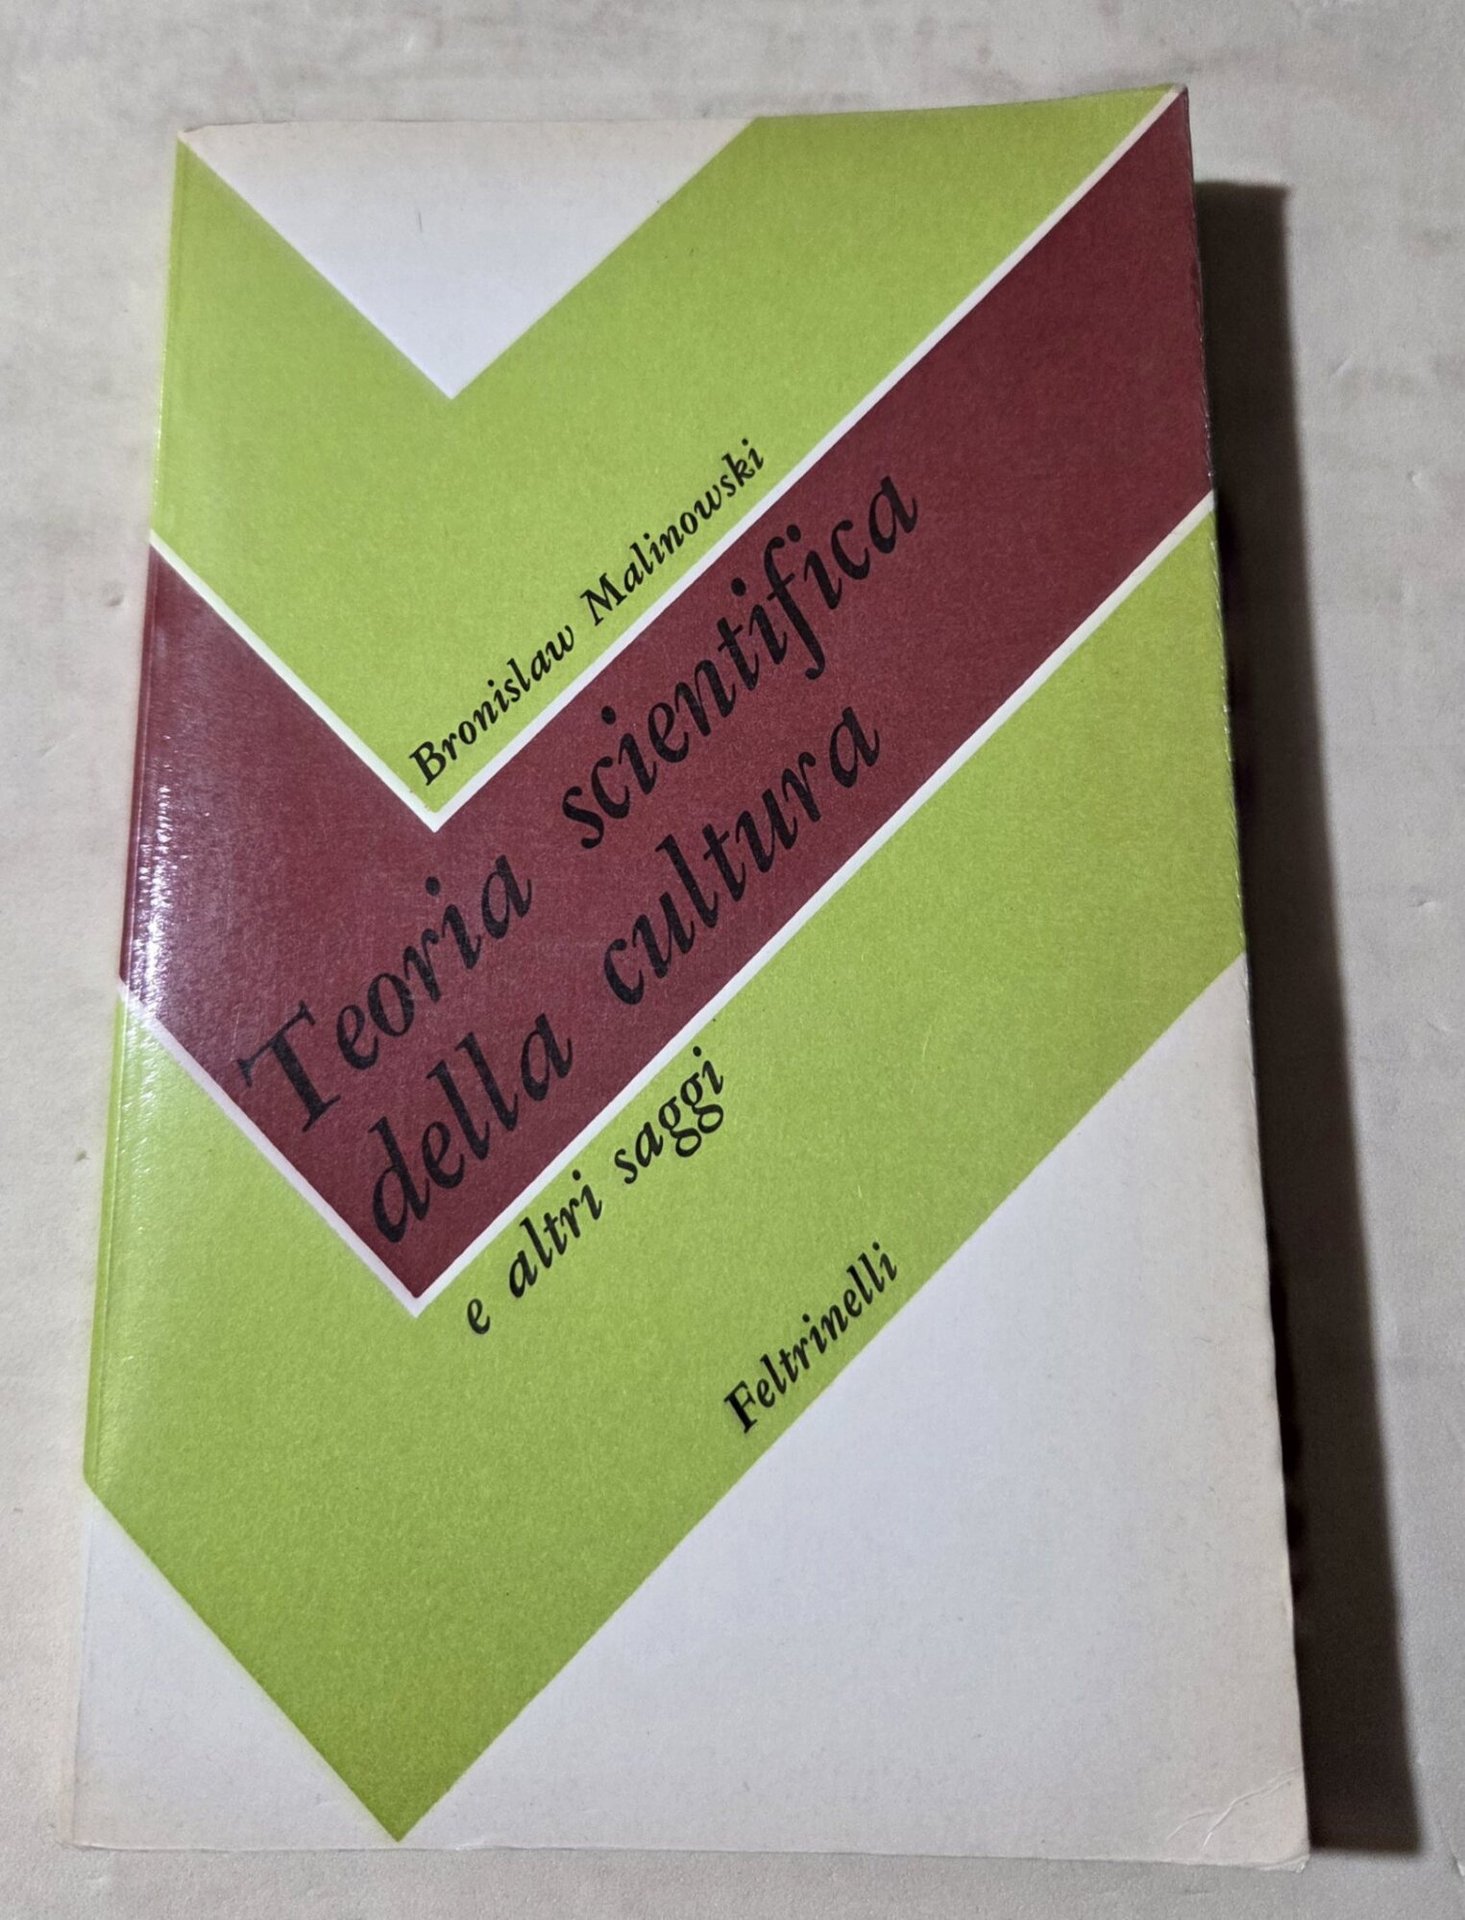 Bronislaw Malinowski
Teoria scientifica
della cultura
e altri saggi
Feltrinelli